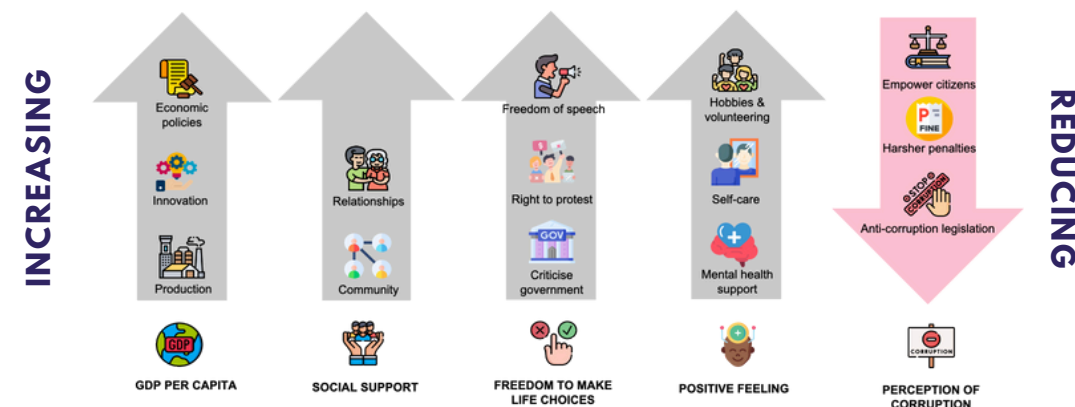 INCREASING
Economic
policies
Innovation
Production
GDP
GDP PER CAPITA
Relationships
Community
SOCIAL SUPPORT
Freedom of speech
Right to protest
GOV
Criticise
government
FREEDOM TO MAKE
LIFE CHOICES
Hobbies &
volunteering
Self-care
Mental health
support
POSITIVE FEELING
Empower citizens
P
FINE
Harsher penalties
STOP
CORRUPTION
Anti-corruption legislation
CORRUPTION
PERCEPTION OF
CORRUPTION
REDUCING